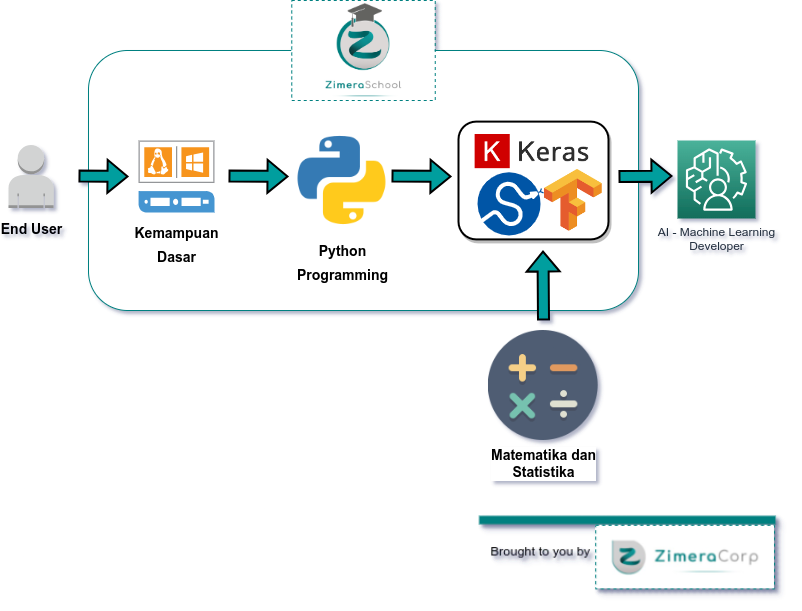 ZimeraSchool
Keras
End User
Kemampuan
Dasar
Python
Programming
AI - Machine Learning
Developer
Matematika dan
Statistika
Brought to you by
ZimeraCorp